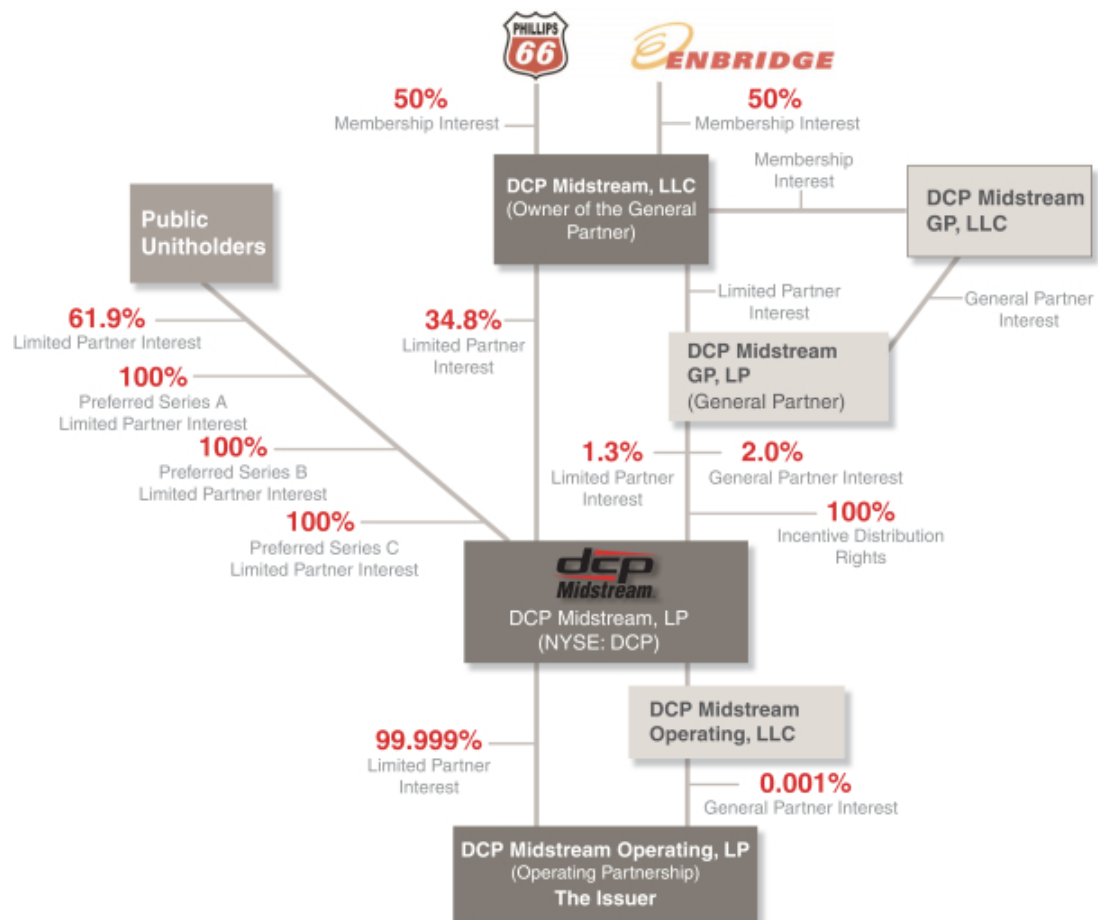 PHILLIPS
66
ENBRIDGE
50%
Membership Interest
50%
Membership Interest
Membership
Interest
DCP Midstream, LLC
(Owner of the General
Partner)
DCP Midstream
GP, LLC
Public
Unitholders
61.9%
Limited Partner Interest
34.8%
Limited Partner
Interest
Limited Partner
Interest
General Partner
Interest
DCP Midstream
GP, LP
(General Partner)
100%
Preferred Series A
Limited Partner Interest
100%
Preferred Series B
Limited Partner Interest
1.3%
Limited Partner
Interest
2.0%
General Partner Interest
100%
Preferred Series C
Limited Partner Interest
100%
Incentive Distribution
Rights
dcp
Midstream.
DCP Midstream, LP
(NYSE: DCP)
DCP Midstream
Operating, LLC
99.999%
Limited Partner
Interest
0.001%
General Partner Interest
DCP Midstream Operating, LP
(Operating Partnership)
The Issuer